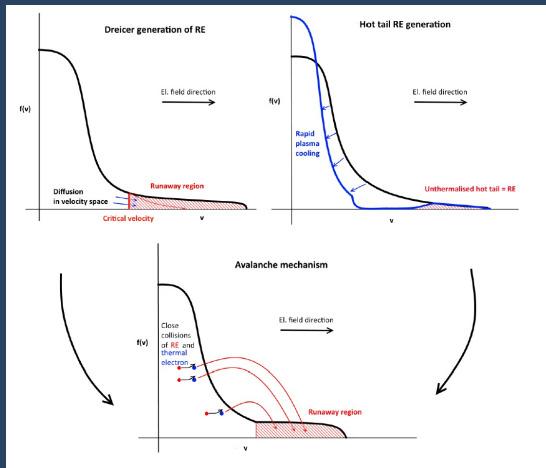 Dreicer generation of RE
f(v)
El. field direction
Diffusion
in velocity space
Runaway region
Critical velocity
v
Hot tail RE generation
f(v)
El. field direction
Rapid
plasma
cooling
Unthermalised hot tail = RE
v
Avalanche mechanism
f(v)
El. field direction
Close
collisions
of RE and
thermal
electron
Runaway region
v